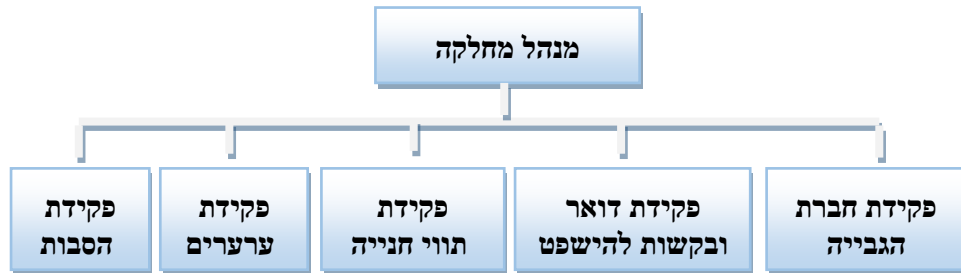 מנהל מחלקה
פקידת חברת
הגבייה
פקידת דואר
ובקשות להישפט
פקידת
תווי חנייה
פקידת
ערערים
פקידת
הסבות